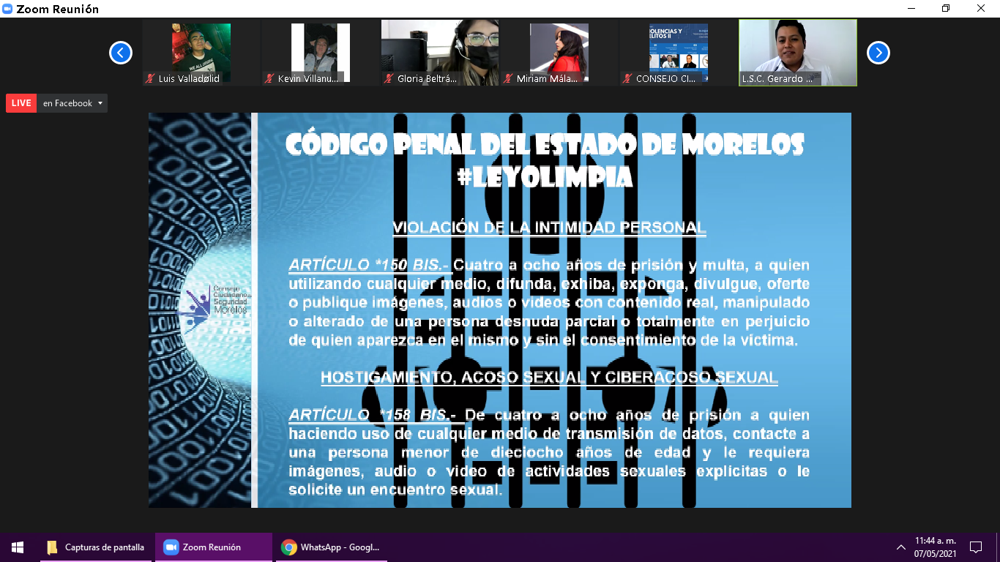 Zoom Reunión
Luis Valladolid
Kevin Villanu...
Gloria Beltrá...
Miriam Mála...
VIOLENCIAS Y
DELITOS II
CONSEJO CI...
L.S.C. Gerardo ...
LIVE en Facebook
CÓDIGO PENAL DEL ESTADO DE MORELOS
#LEYOLIMPIA
VIOLACIÓN DE LA INTIMIDAD PERSONAL
ARTÍCULO *150 BIS.- Cuatro a ocho años de prisión y multa, a quien
utilizando cualquier medio, difunda, exhiba, exponga, divulgue, oferte
o publique imágenes, audios o videos con contenido real, manipulado
o alterado de una persona desnuda parcial o totalmente en perjuicio
de quien aparezca en el mismo y sin el consentimiento de la víctima.
Consejo
Ciudadano
Seguridad
Morelos
HOSTIGAMIENTO, ACOSO SEXUAL Y CIBERACOSO SEXUAL
ARTÍCULO *158 BIS.- De cuatro a ocho años de prisión a quien
haciendo uso de cualquier medio de transmisión de datos, contacte a
una persona menor de dieciocho años de edad y le requiera
imágenes, audio o video de actividades sexuales explicitas o le
solicite un encuentro sexual.
Capturas de pantalla
Zoom Reunión
WhatsApp - Googl...
11:44 a. m.
07/05/2021